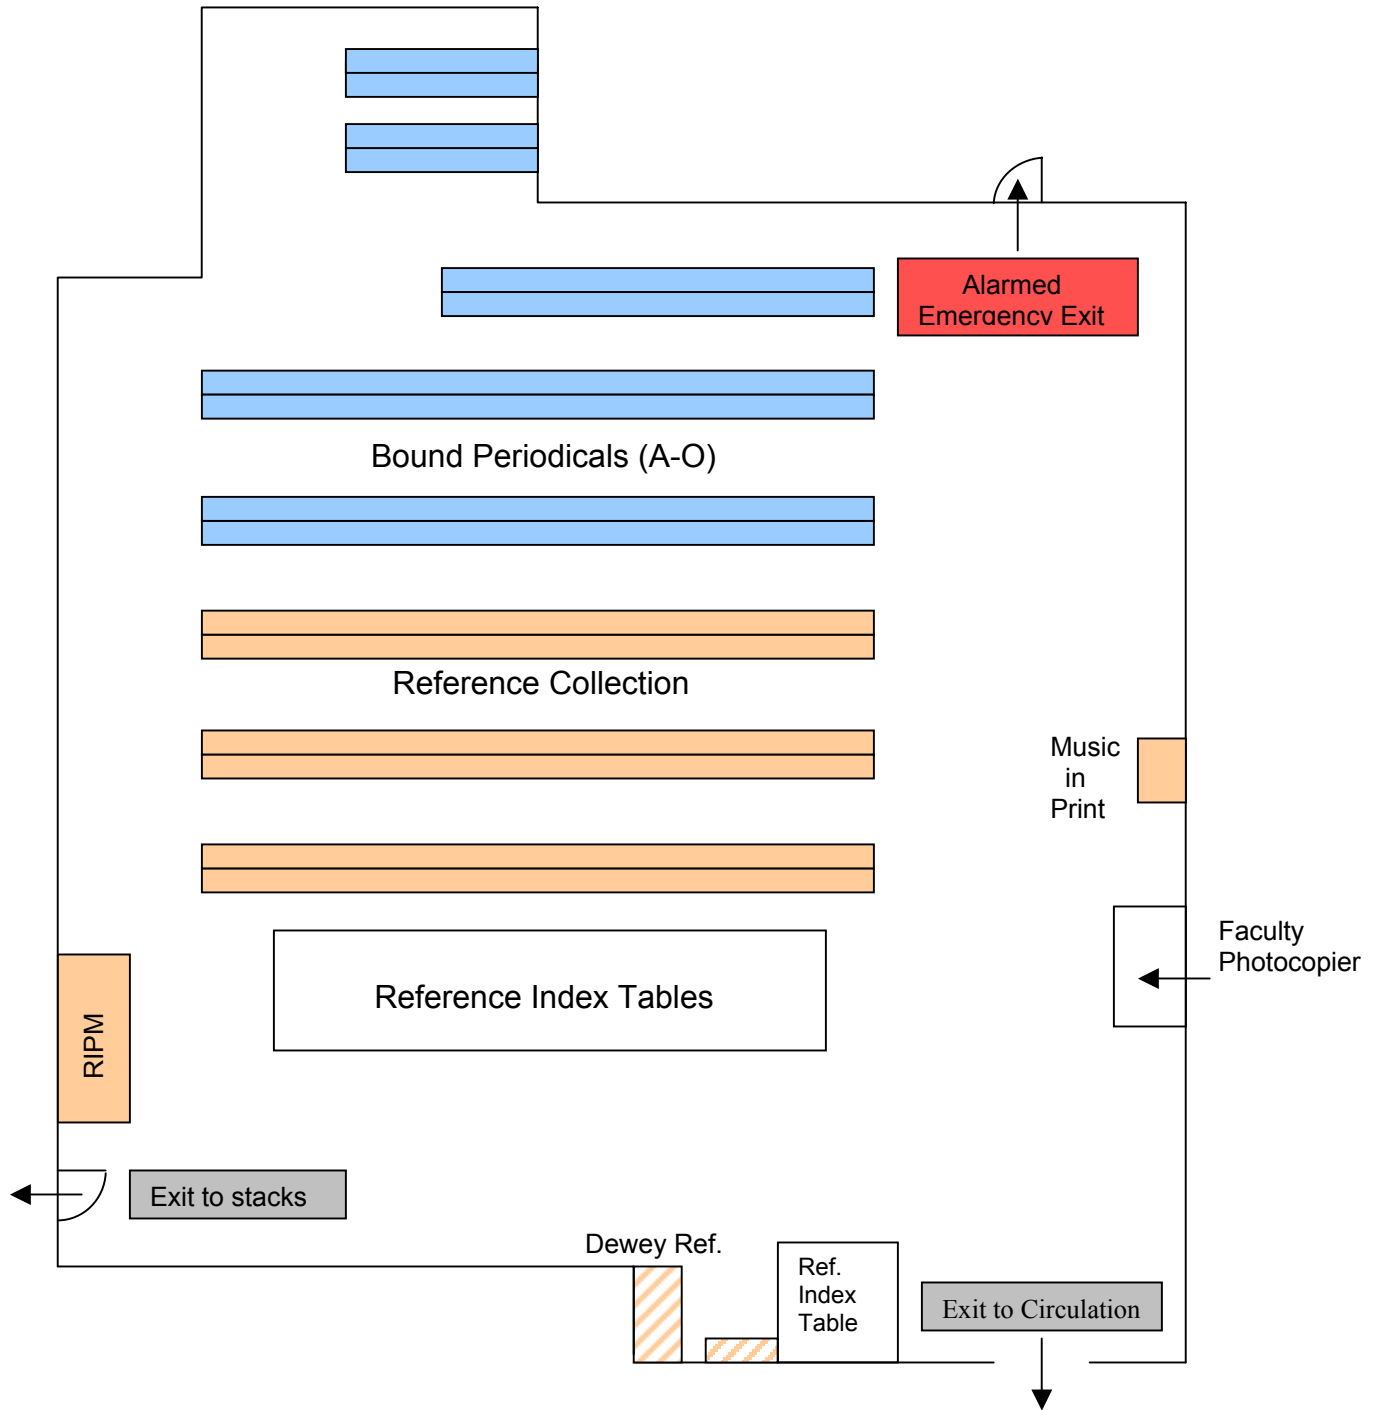 Alarmed
Emergency Exit
Bound Periodicals (A-O)
Reference Collection
Music
in
Print
Faculty
Photocopier
Reference Index Tables
RIPM
Exit to stacks
Dewey Ref.
Ref.
Index
Table
Exit to Circulation